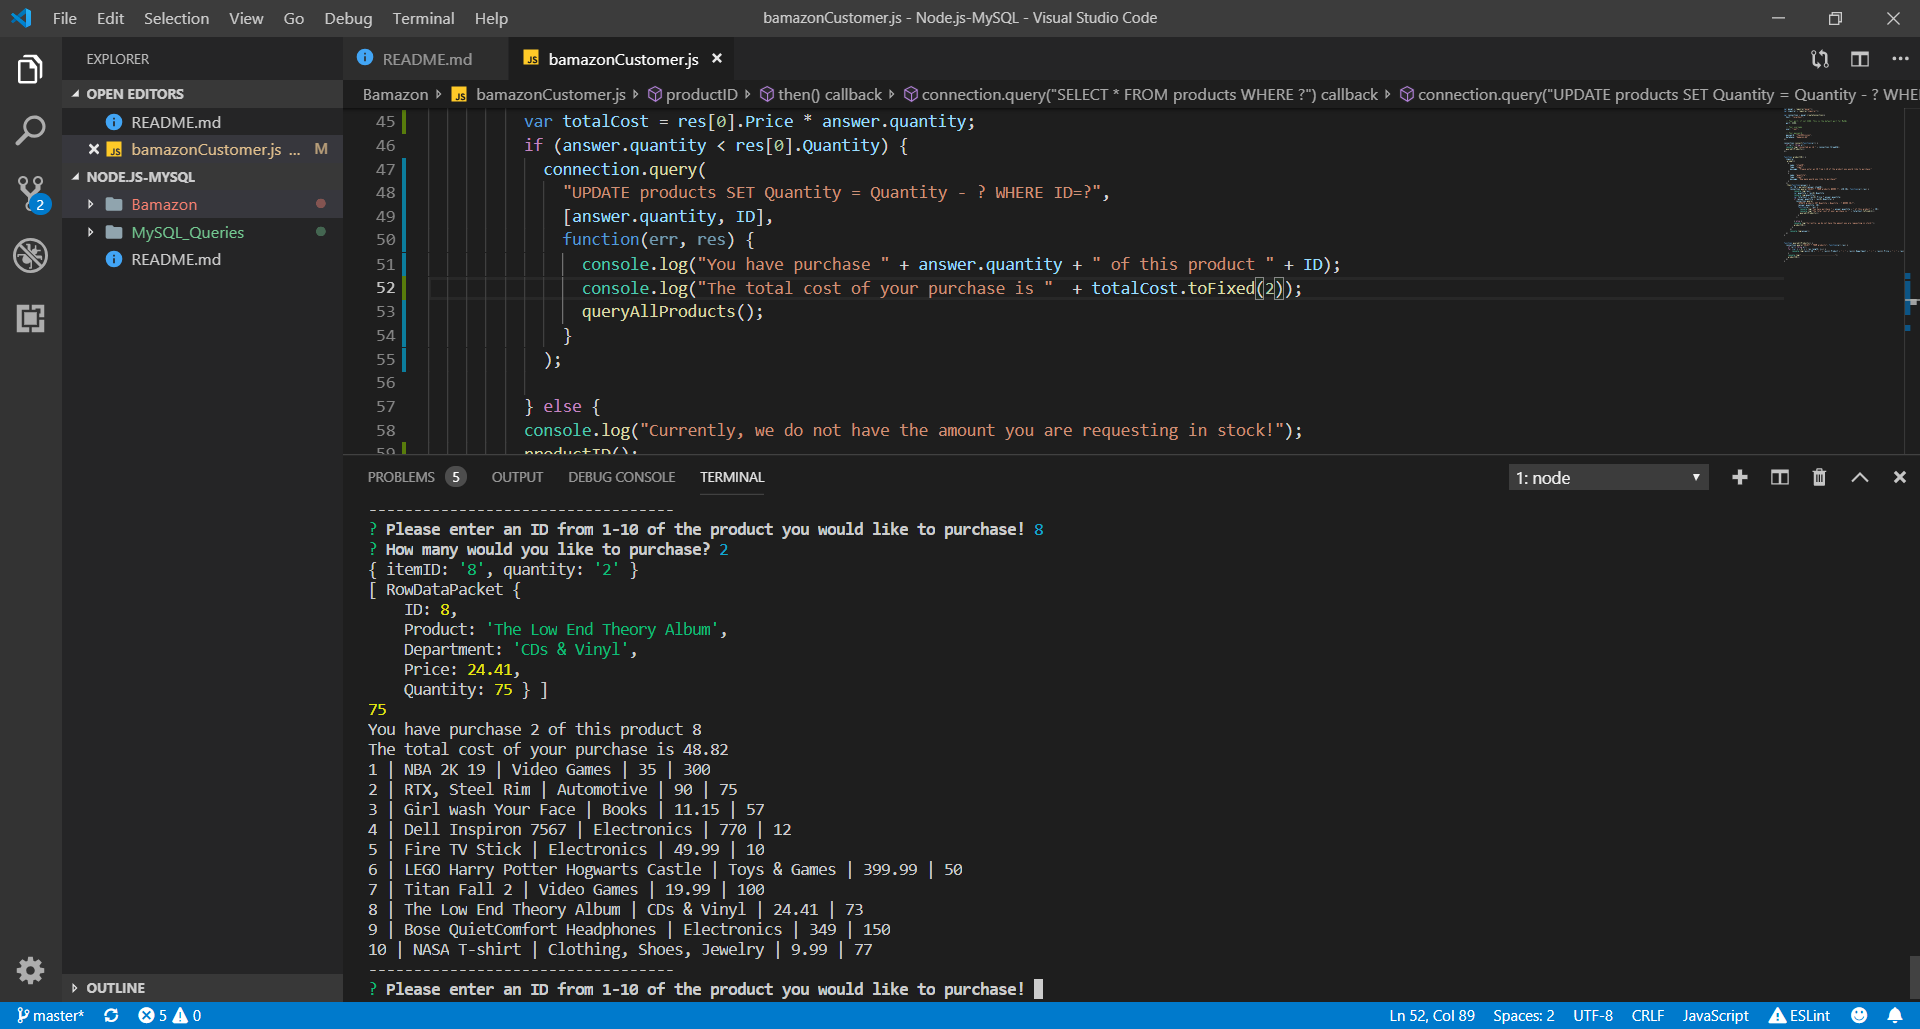 File Edit Selection View Go Debug Terminal Help
bamazonCustomer.js - Node.js-MySQL - Visual Studio Code
EXPLORER
OPEN EDITORS
README.md
bamazonCustomer.js ... M
NODE.JS-MYSQL
Bamazon
MySQL_Queries
README.md
2
OUTLINE
README.md
JS bamazonCustomer.js
Bamazon JS bamazonCustomer.js productID then() callback connection.query("SELECT * FROM products WHERE ?") callback connection.query("UPDATE products SET Quantity = Quantity - ? WHE
45 var totalCost = res[0].Price * answer.quantity;
46 if (answer.quantity < res[0].Quantity) {
47 connection.query(
48 "UPDATE products SET Quantity = Quantity - ? WHERE ID=?",
49 [answer.quantity, ID],
50 function(err, res) {
51 console.log("You have purchase " + answer.quantity + " of this product " + ID);
52 console.log("The total cost of your purchase is "  + totalCost.toFixed(2));
53 queryAllProducts();
54 }
55 );
56
57 } else {
58 console.log("Currently, we do not have the amount you are requesting in stock!");
59 productID();
PROBLEMS 5 OUTPUT DEBUG CONSOLE TERMINAL
1: node
----------------------------------
? Please enter an ID from 1-10 of the product you would like to purchase! 8
? How many would you like to purchase? 2
{ itemID: '8', quantity: '2' }
[ RowDataPacket {
ID: 8,
Product: 'The Low End Theory Album',
Department: 'CDs & Vinyl',
Price: 24.41,
Quantity: 75 } ]
75
You have purchase 2 of this product 8
The total cost of your purchase is 48.82
1 | NBA 2K 19 | Video Games | 35 | 300
2 | RTX, Steel Rim | Automotive | 90 | 75
3 | Girl wash Your Face | Books | 11.15 | 57
4 | Dell Inspiron 7567 | Electronics | 770 | 12
5 | Fire TV Stick | Electronics | 49.99 | 10
6 | LEGO Harry Potter Hogwarts Castle | Toys & Games | 399.99 | 50
7 | Titan Fall 2 | Video Games | 19.99 | 100
8 | The Low End Theory Album | CDs & Vinyl | 24.41 | 73
9 | Bose QuietComfort Headphones | Electronics | 349 | 150
10 | NASA T-shirt | Clothing, Shoes, Jewelry | 9.99 | 77
----------------------------------
? Please enter an ID from 1-10 of the product you would like to purchase!
master* 5 0
Ln 52, Col 89 Spaces: 2 UTF-8 CRLF JavaScript ESLint